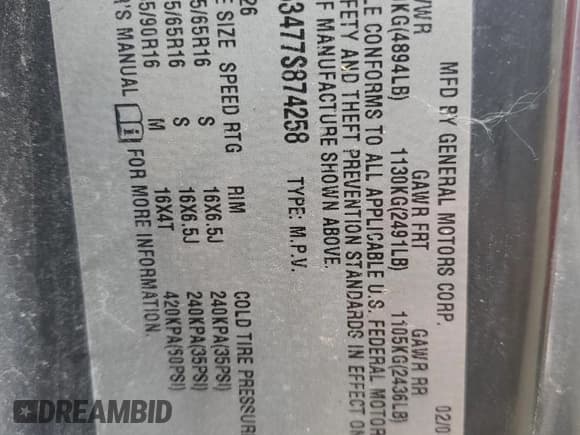 MFD BY GENERAL MOTORS CORP. 02/0
VWR GAWR FRT GAWR RR
KG(4894LB) 1130KG(2491LB) 1105KG(2436LB)
LE CONFORMS TO ALL APPLICABLE U.S. FEDERAL MOTOR
FETY AND THEFT PREVENTION STANDARDS IN EFFECT ON
F MANUFACTURE SHOWN ABOVE.
3477S874258 TYPE: M.P.V.
26
E SIZE SPEED RTG RIM COLD TIRE PRESSUR
5/65R16 S 16X6.5J 240KPA(35PSI)
5/65R16 S 16X6.5J 240KPA(35PSI)
5/90R16 M 16X4T 420KPA(60PSI)
'S MANUAL FOR MORE INFORMATION.
DREAMBID